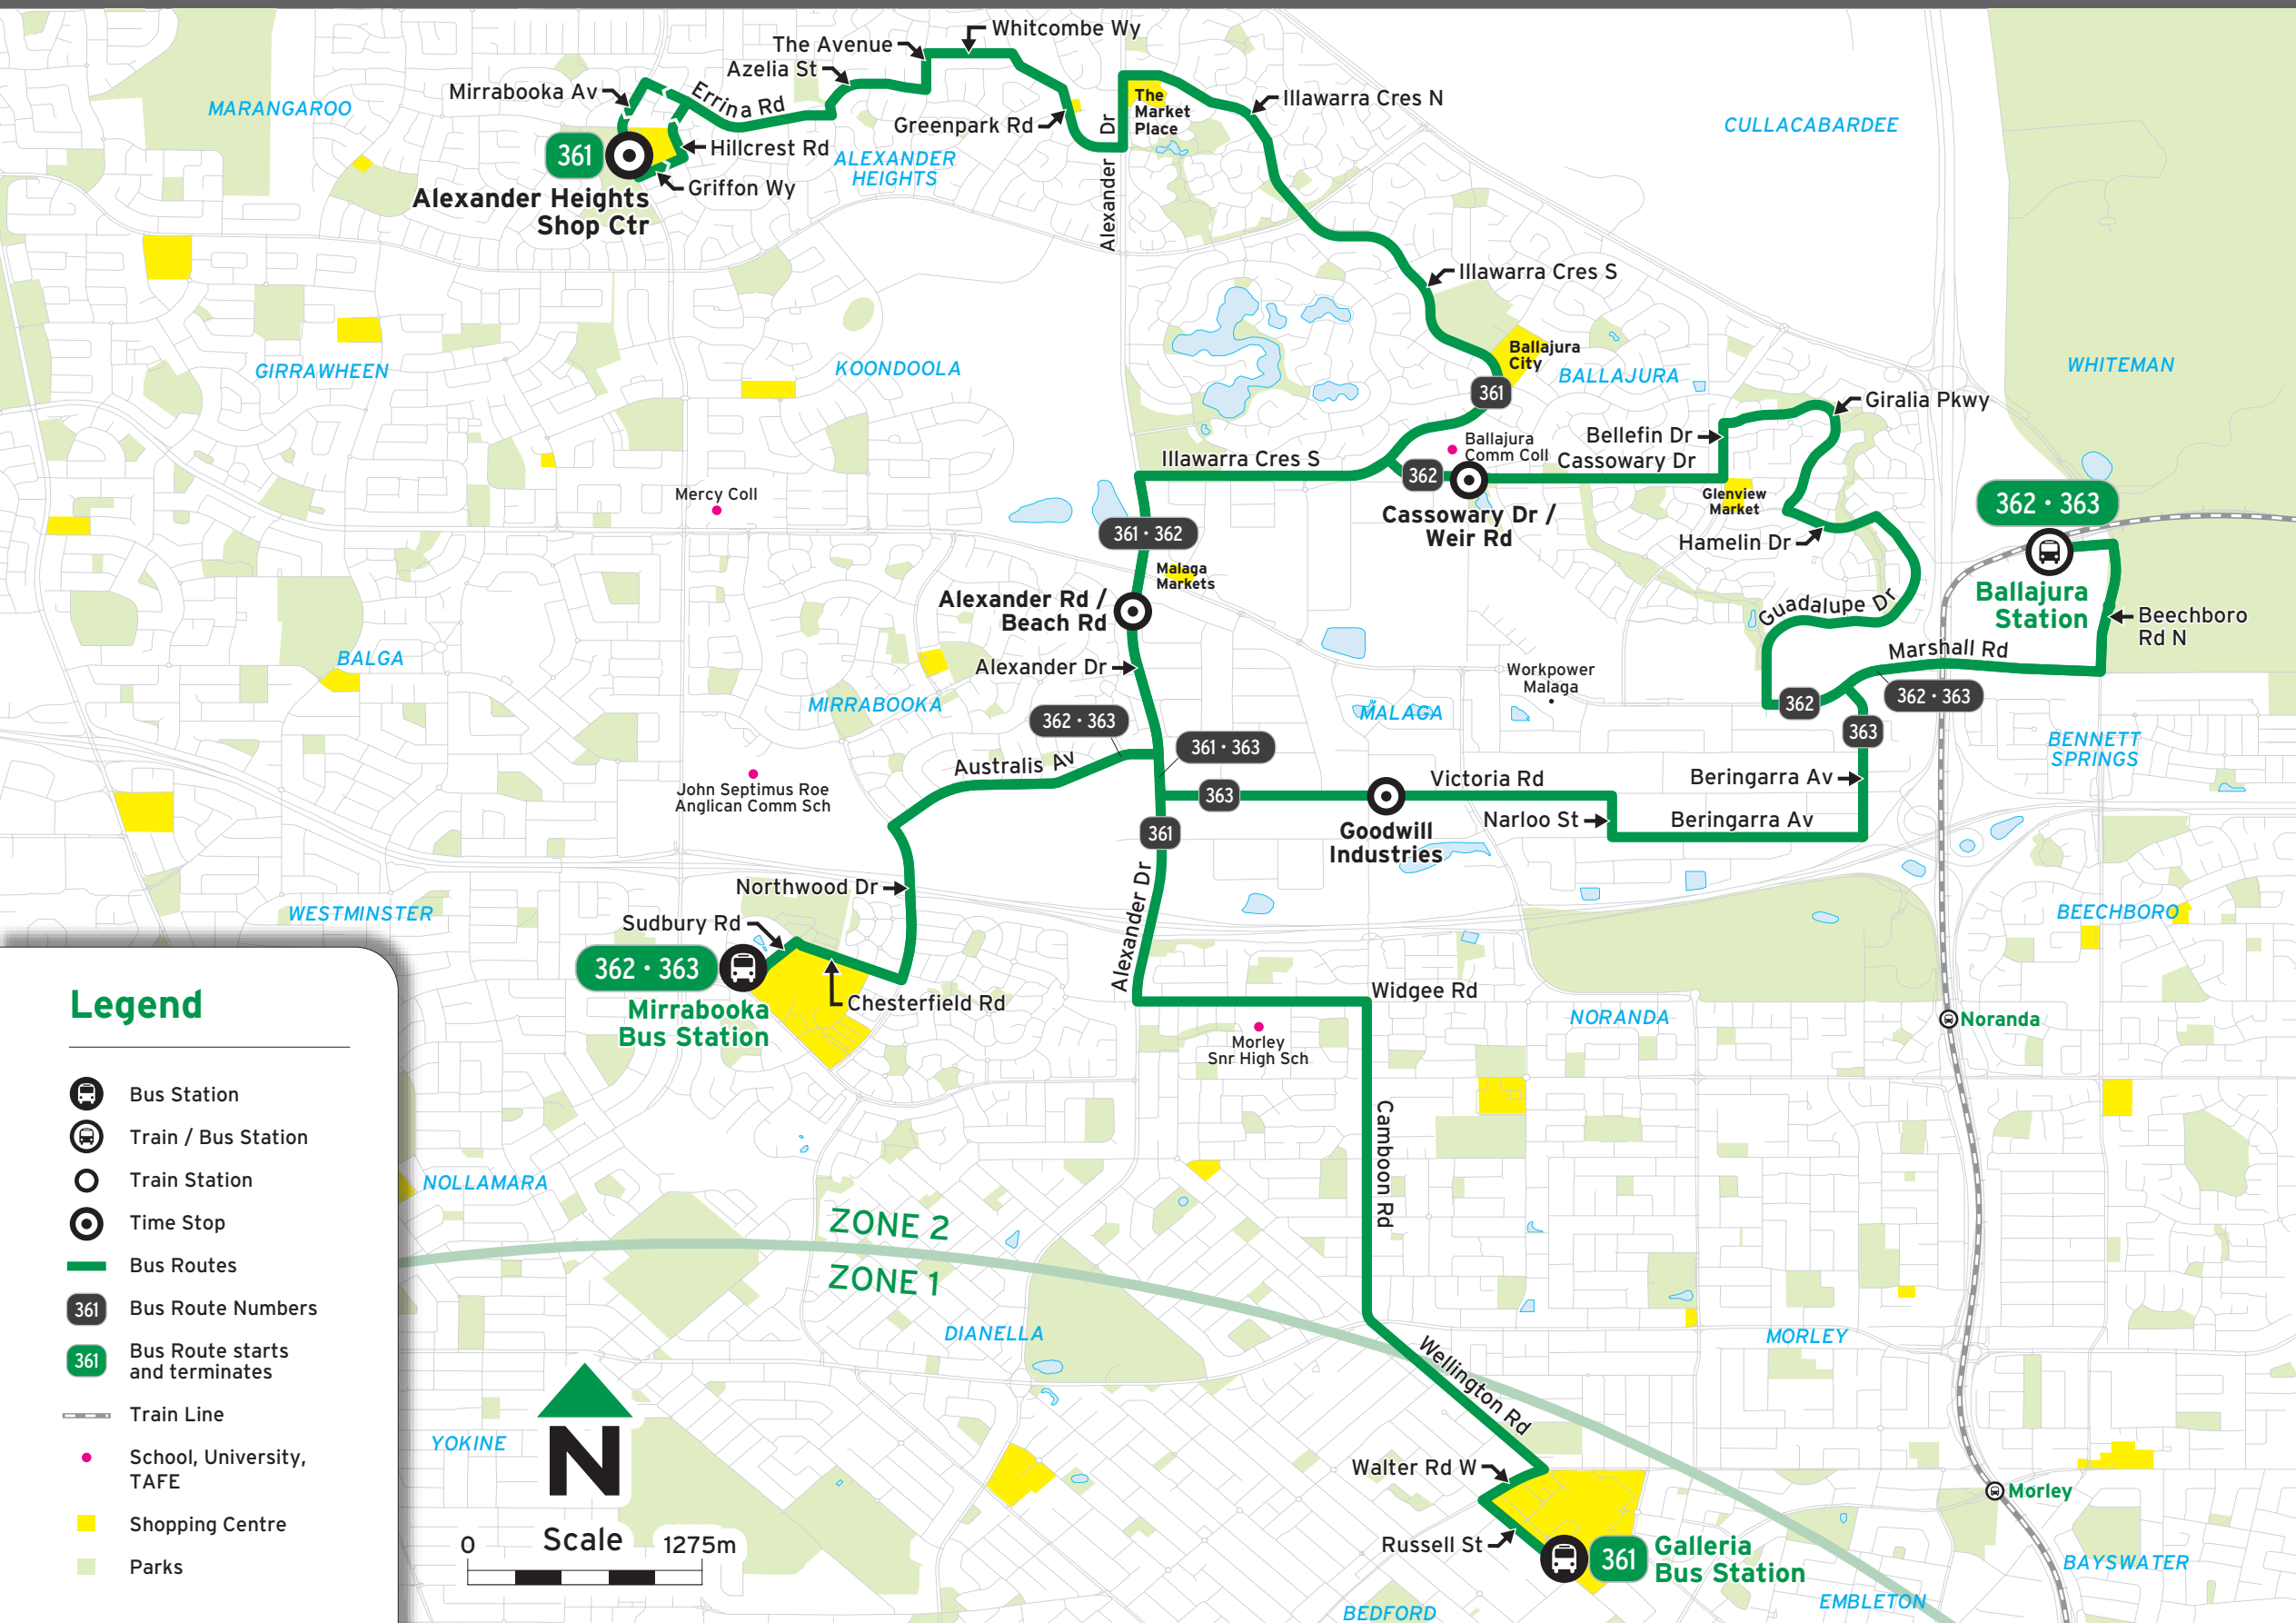 Whitcombe Wy
The Avenue
Azelia St
Mirrabooka Av
Errina Rd
Greenpark Rd
Alexander Dr
The
Market
Place
Illawarra Cres N
MARANGAROO
CULLACABARDEE
361
Hillcrest Rd
ALEXANDER
HEIGHTS
Griffon Wy
Alexander Heights
Shop Ctr
Illawarra Cres S
GIRRAWHEEN
KOONDOOLA
Ballajura
City
BALLAJURA
WHITEMAN
361
Giralia Pkwy
Bellefin Dr
Ballajura
Comm Coll
Cassowary Dr
Illawarra Cres S
362
Mercy Coll
Glenview
Market
Cassowary Dr /
Weir Rd
362 • 363
361 • 362
Hamelin Dr
Malaga
Markets
Alexander Rd /
Beach Rd
Guadalupe Dr
Ballajura
Station
Beechboro
Rd N
Marshall Rd
BALGA
Alexander Dr
Workpower
Malaga
MIRRABOOKA
362
362 • 363
MALAGA
362 • 363
363
361 • 363
BENNETT
SPRINGS
Australis Av
John Septimus Roe
Anglican Comm Sch
363
Victoria Rd
Beringarra Av
361
Goodwill
Industries
Narloo St
Beringarra Av
Northwood Dr
Alexander Dr
WESTMINSTER
Sudbury Rd
BEECHBORO
362 • 363
Chesterfield Rd
Mirrabooka
Bus Station
Widgee Rd
NORANDA
Noranda
Morley
Snr High Sch
Camboon Rd
NOLLAMARA
ZONE 2
ZONE 1
DIANELLA
MORLEY
Wellington Rd
YOKINE
Walter Rd W
Morley
Russell St
361
Galleria
Bus Station
BAYSWATER
EMBLETON
BEDFORD
Legend
Bus Station
Train / Bus Station
Train Station
Time Stop
Bus Routes
361
Bus Route Numbers
361
Bus Route starts
and terminates
Train Line
School, University,
TAFE
Shopping Centre
Parks
N
0
Scale
1275m